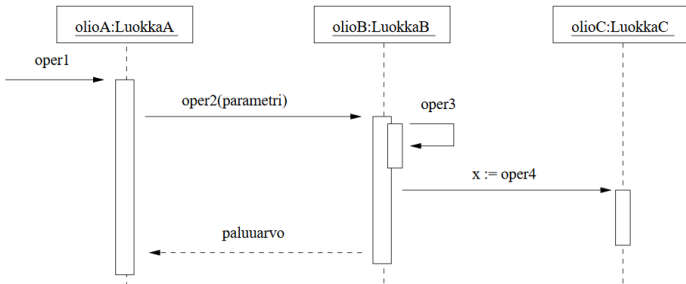 olioA:LuokkaA
olioB:LuokkaB
olioC:LuokkaC
oper1
oper2(parametri)
oper3
x := oper4
paluuarvo